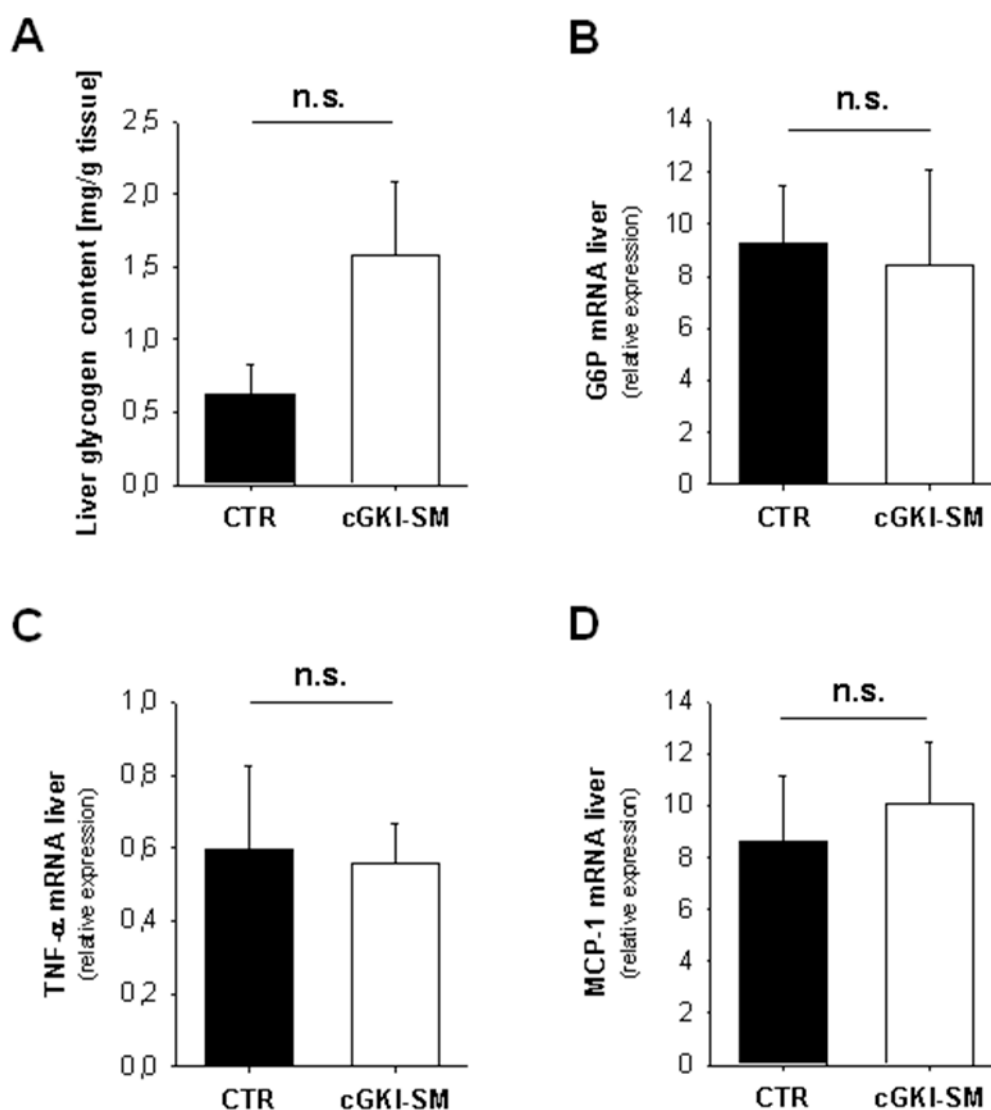 A
Liver glycogen content [mg/g tissue]
n.s.
2,5
2,0
1,5
1,0
0,5
0,0
CTR
cGKI-SM
B
G6P mRNA liver
(relative expression)
n.s.
14
12
10
8
6
4
2
0
CTR
cGKI-SM
C
TNF-α mRNA liver
(relative expression)
n.s.
1,0
0,8
0,6
0,4
0,2
0,0
CTR
cGKI-SM
D
MCP-1 mRNA liver
(relative expression)
n.s.
14
12
10
8
6
4
2
0
CTR
cGKI-SM